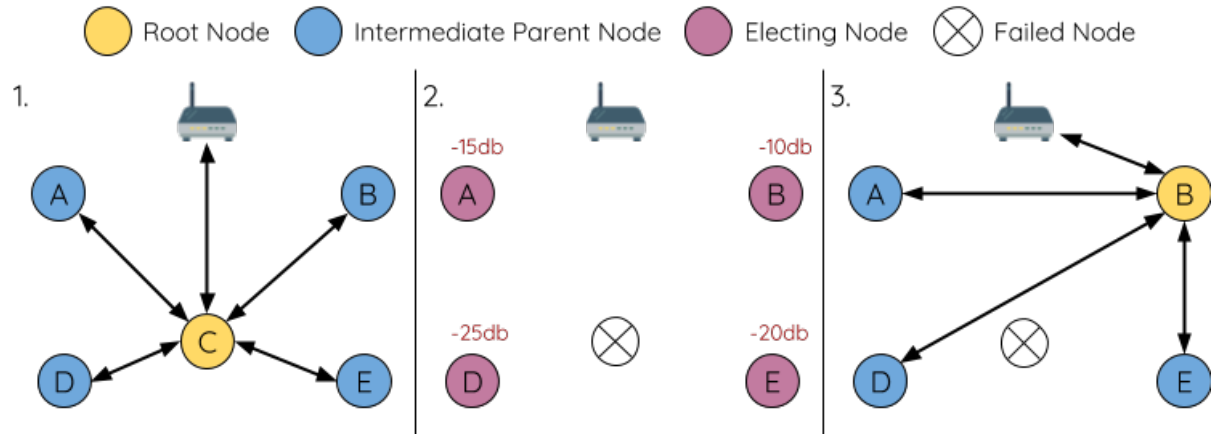 Root Node Intermediate Parent Node Electing Node Failed Node
1. 2. 3.
-15db -10db
A B A B A B
C
-25db -20db
D E D E D E